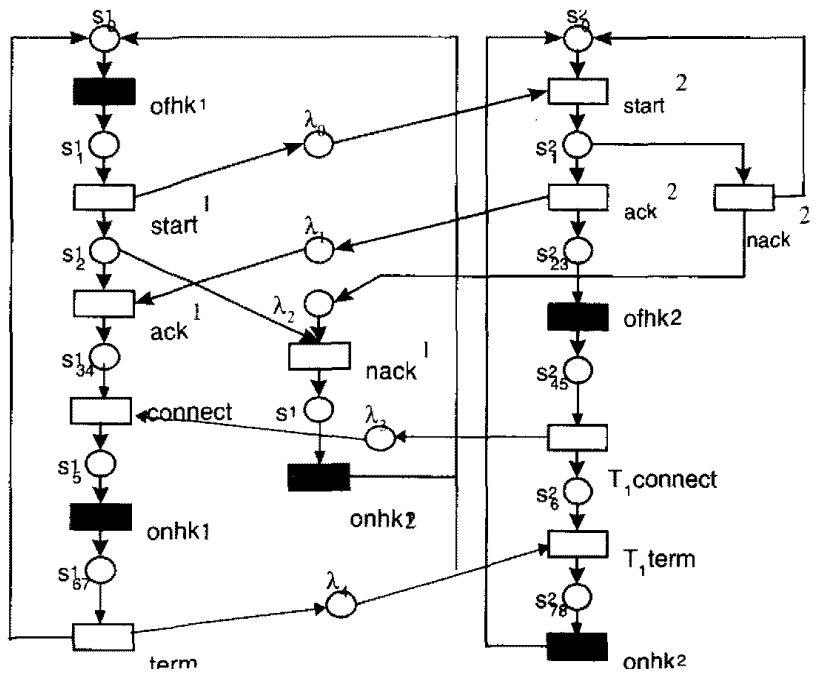 s¹₀
s²₀
ofhk 1
start 2
λ₀
s¹₁
s²₁
start 1
ack 2
nack 2
s¹₂
λ₁
s²₂₃
λ₂
ack 1
ofhk2
nack 1
s¹₃₄
s²₄₅
connect
s¹
λ₃
s¹₅
T₁connect
s²₆
onhk1
onhk2
T₁term
s¹₆₇
λ₄
s²₇₈
term
onhk2